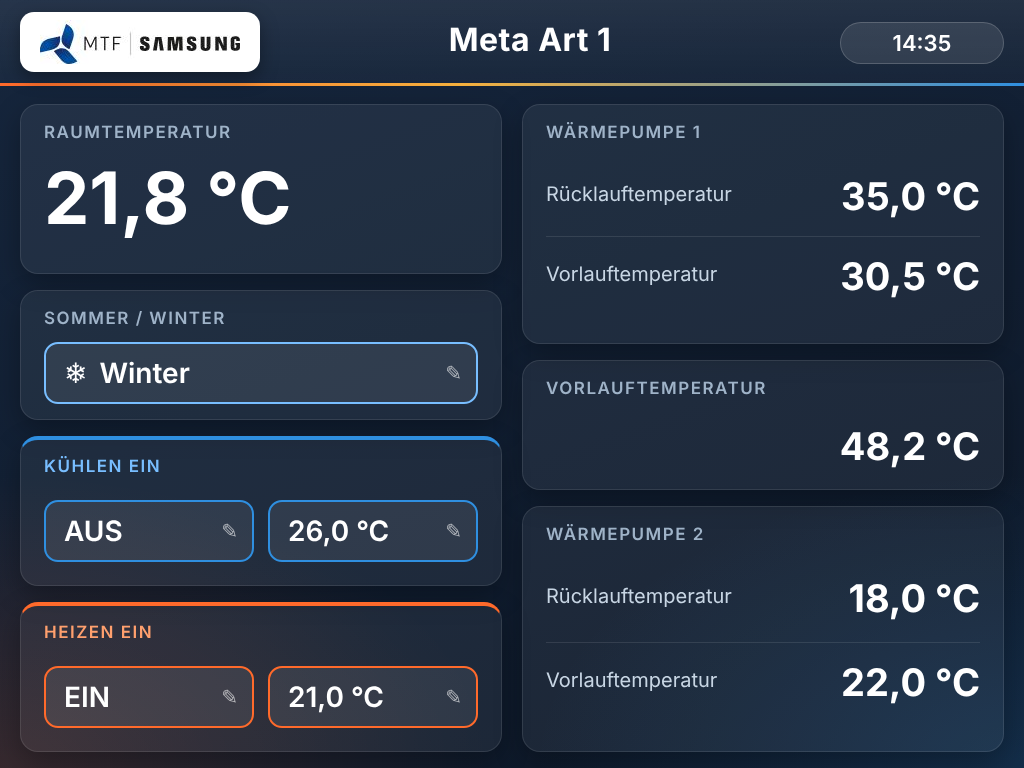 MTF | SAMSUNG
Meta Art 1
14:35
RAUMTEMPERATUR
21,8 °C
SOMMER / WINTER
❄ Winter ✎
KÜHLEN EIN
AUS ✎ 26,0 °C ✎
HEIZEN EIN
EIN ✎ 21,0 °C ✎
WÄRMEPUMPE 1
Rücklauftemperatur 35,0 °C
Vorlauftemperatur 30,5 °C
VORLAUFTEMPERATUR
48,2 °C
WÄRMEPUMPE 2
Rücklauftemperatur 18,0 °C
Vorlauftemperatur 22,0 °C